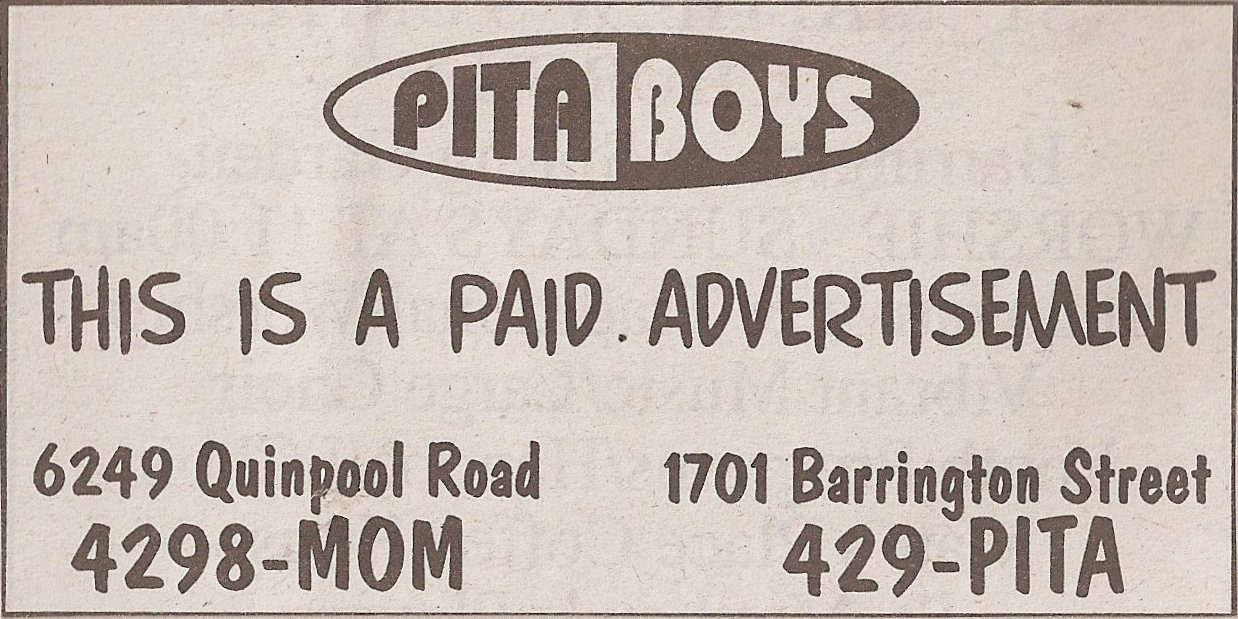 PITA BOYS
THIS IS A PAID. ADVERTISEMENT
6249 Quinpool Road
4298-MOM
1701 Barrington Street
429-PITA